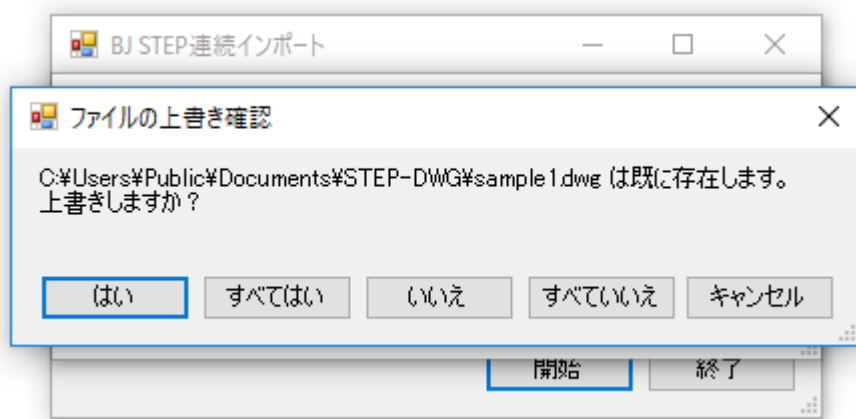 BJ STEP連続インポート
ファイルの上書き確認
C:¥Users¥Public¥Documents¥STEP-DWG¥sample1.dwg は既に存在します。
上書きしますか？
はい すべてはい いいえ すべていいえ キャンセル
開始 終了